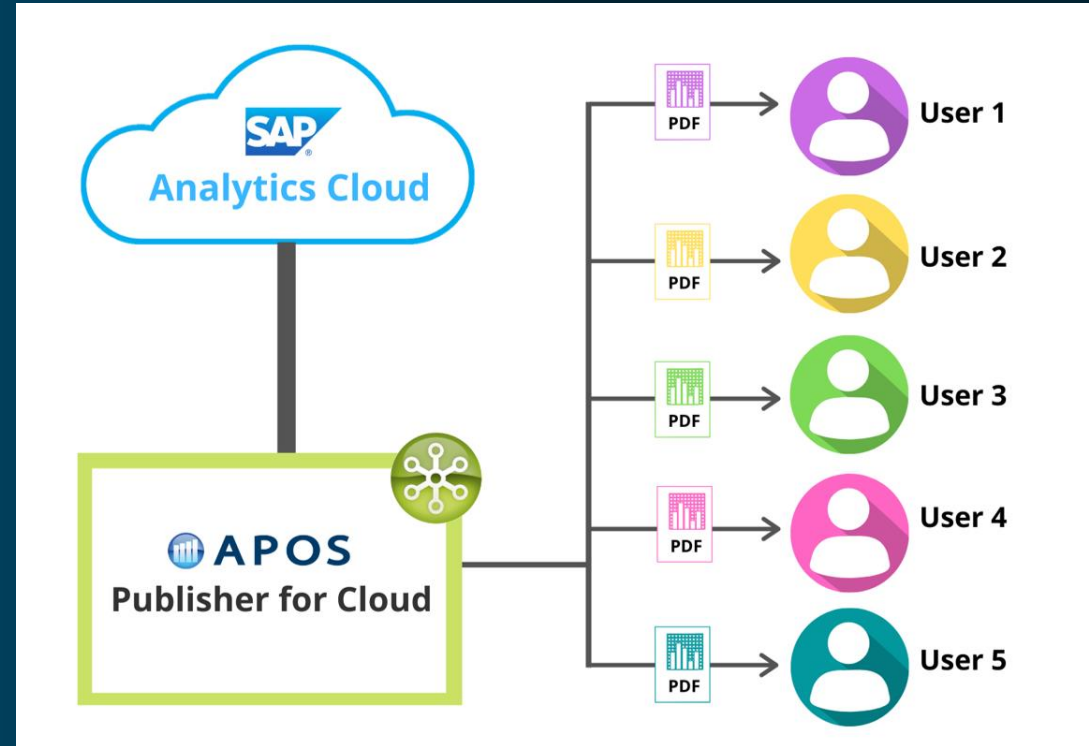 SAP®
Analytics Cloud
APOS
Publisher for Cloud
PDF
User 1
PDF
User 2
PDF
User 3
PDF
User 4
PDF
User 5